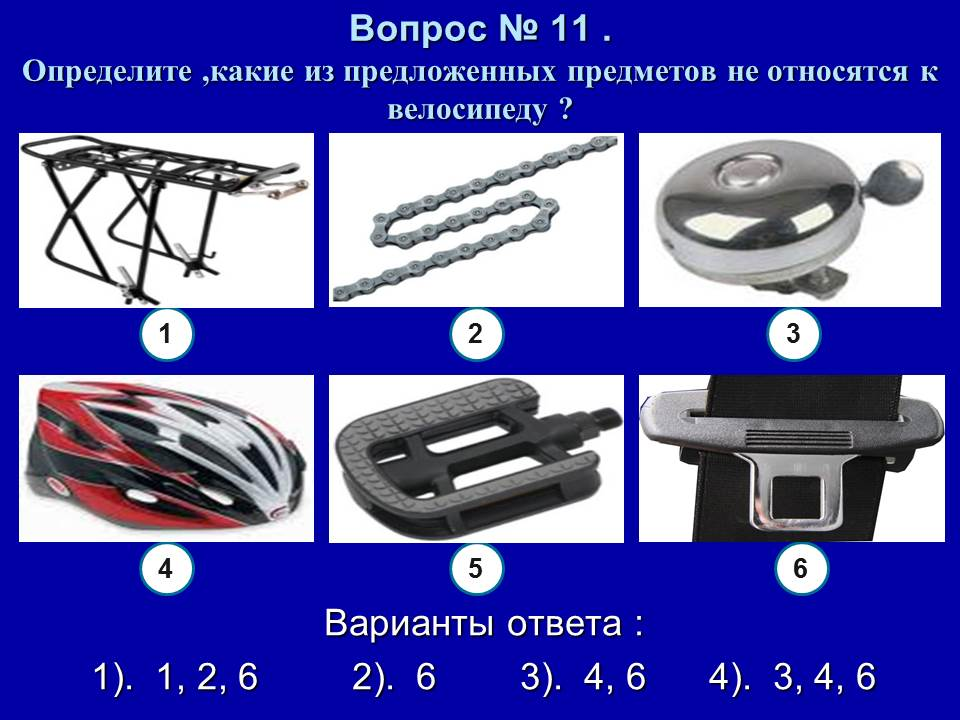 Вопрос № 11 .
Определите ,какие из предложенных предметов не относятся к
велосипеду ?
1 2 3
4 5 6
Варианты ответа :
1). 1, 2, 6 2). 6 3). 4, 6 4). 3, 4, 6